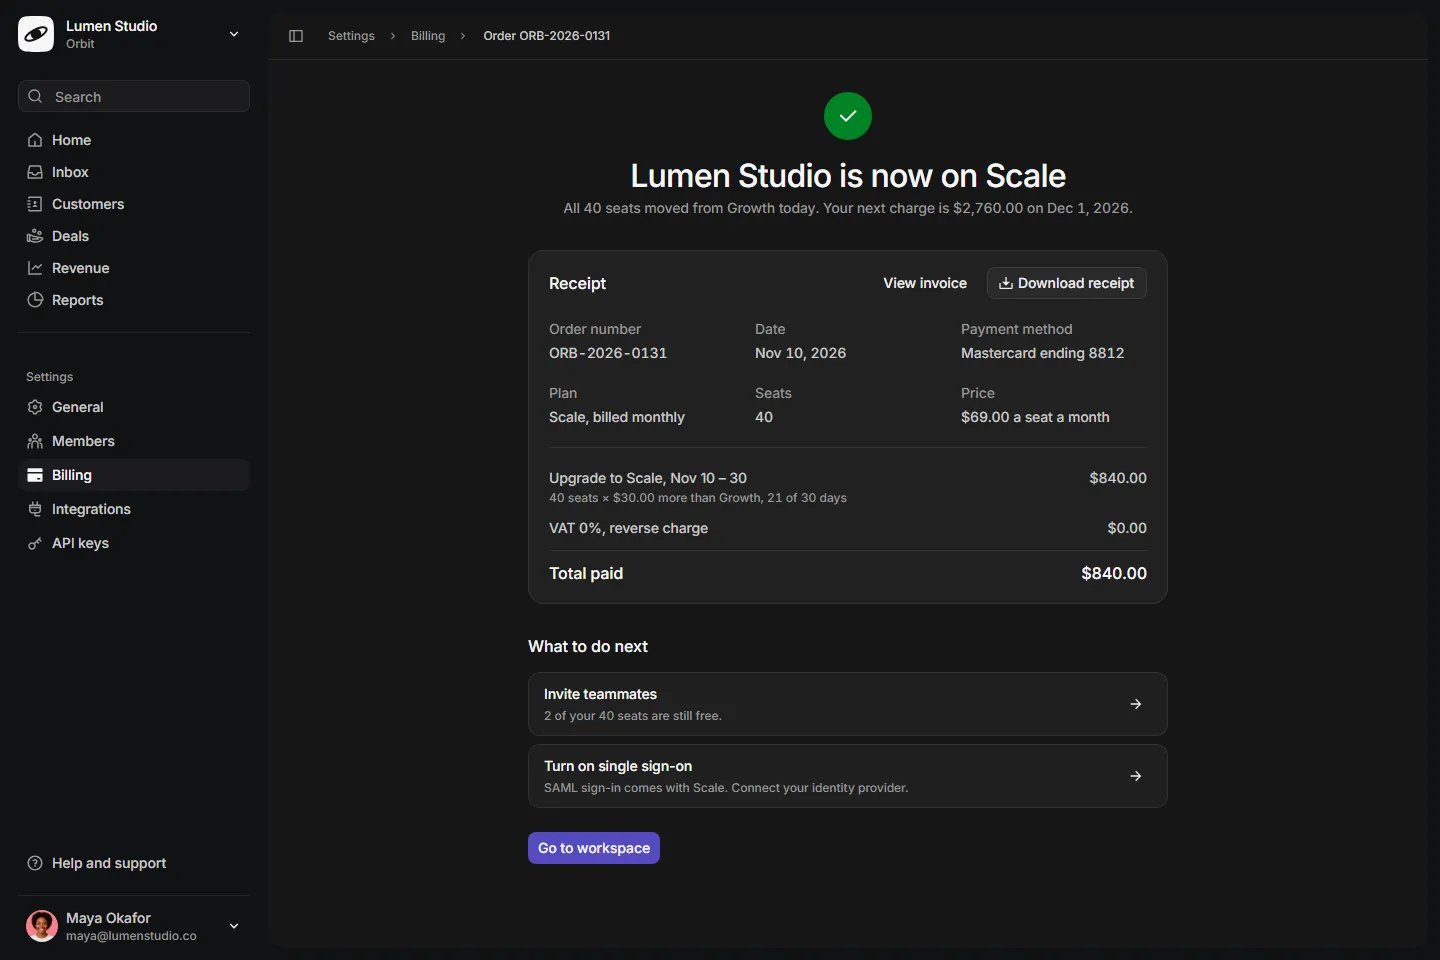 Lumen Studio
Orbit
Search
Home
Inbox
Customers
Deals
Revenue
Reports
Settings
General
Members
Billing
Integrations
API keys
Help and support
Maya Okafor
maya@lumenstudio.co
Settings > Billing > Order ORB-2026-0131
Lumen Studio is now on Scale
All 40 seats moved from Growth today. Your next charge is $2,760.00 on Dec 1, 2026.
Receipt
View invoice
Download receipt
Order number
ORB-2026-0131
Date
Nov 10, 2026
Payment method
Mastercard ending 8812
Plan
Scale, billed monthly
Seats
40
Price
$69.00 a seat a month
Upgrade to Scale, Nov 10 – 30 $840.00
40 seats × $30.00 more than Growth, 21 of 30 days
VAT 0%, reverse charge $0.00
Total paid $840.00
What to do next
Invite teammates
2 of your 40 seats are still free.
Turn on single sign-on
SAML sign-in comes with Scale. Connect your identity provider.
Go to workspace